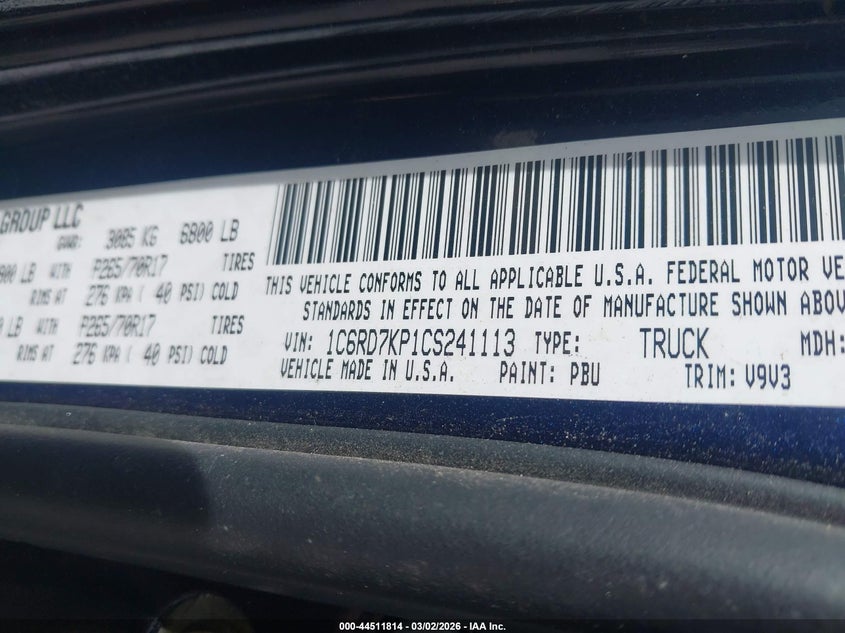 GROUP LLC
GVWR: 3085 KG 6800 LB
LB WITH P265/70R17 TIRES
RIMS AT 276 KPA ( 40 PSI) COLD
LB WITH P265/70R17 TIRES
RIMS AT 276 KPA ( 40 PSI) COLD
THIS VEHICLE CONFORMS TO ALL APPLICABLE U.S.A. FEDERAL MOTOR VE
STANDARDS IN EFFECT ON THE DATE OF MANUFACTURE SHOWN ABOV
VIN: 1C6RD7KP1CS241113 TYPE: TRUCK MDH:
VEHICLE MADE IN U.S.A. PAINT: PBU TRIM: V9V3
000-44511814 | 03/02/2026 - IAA Inc.